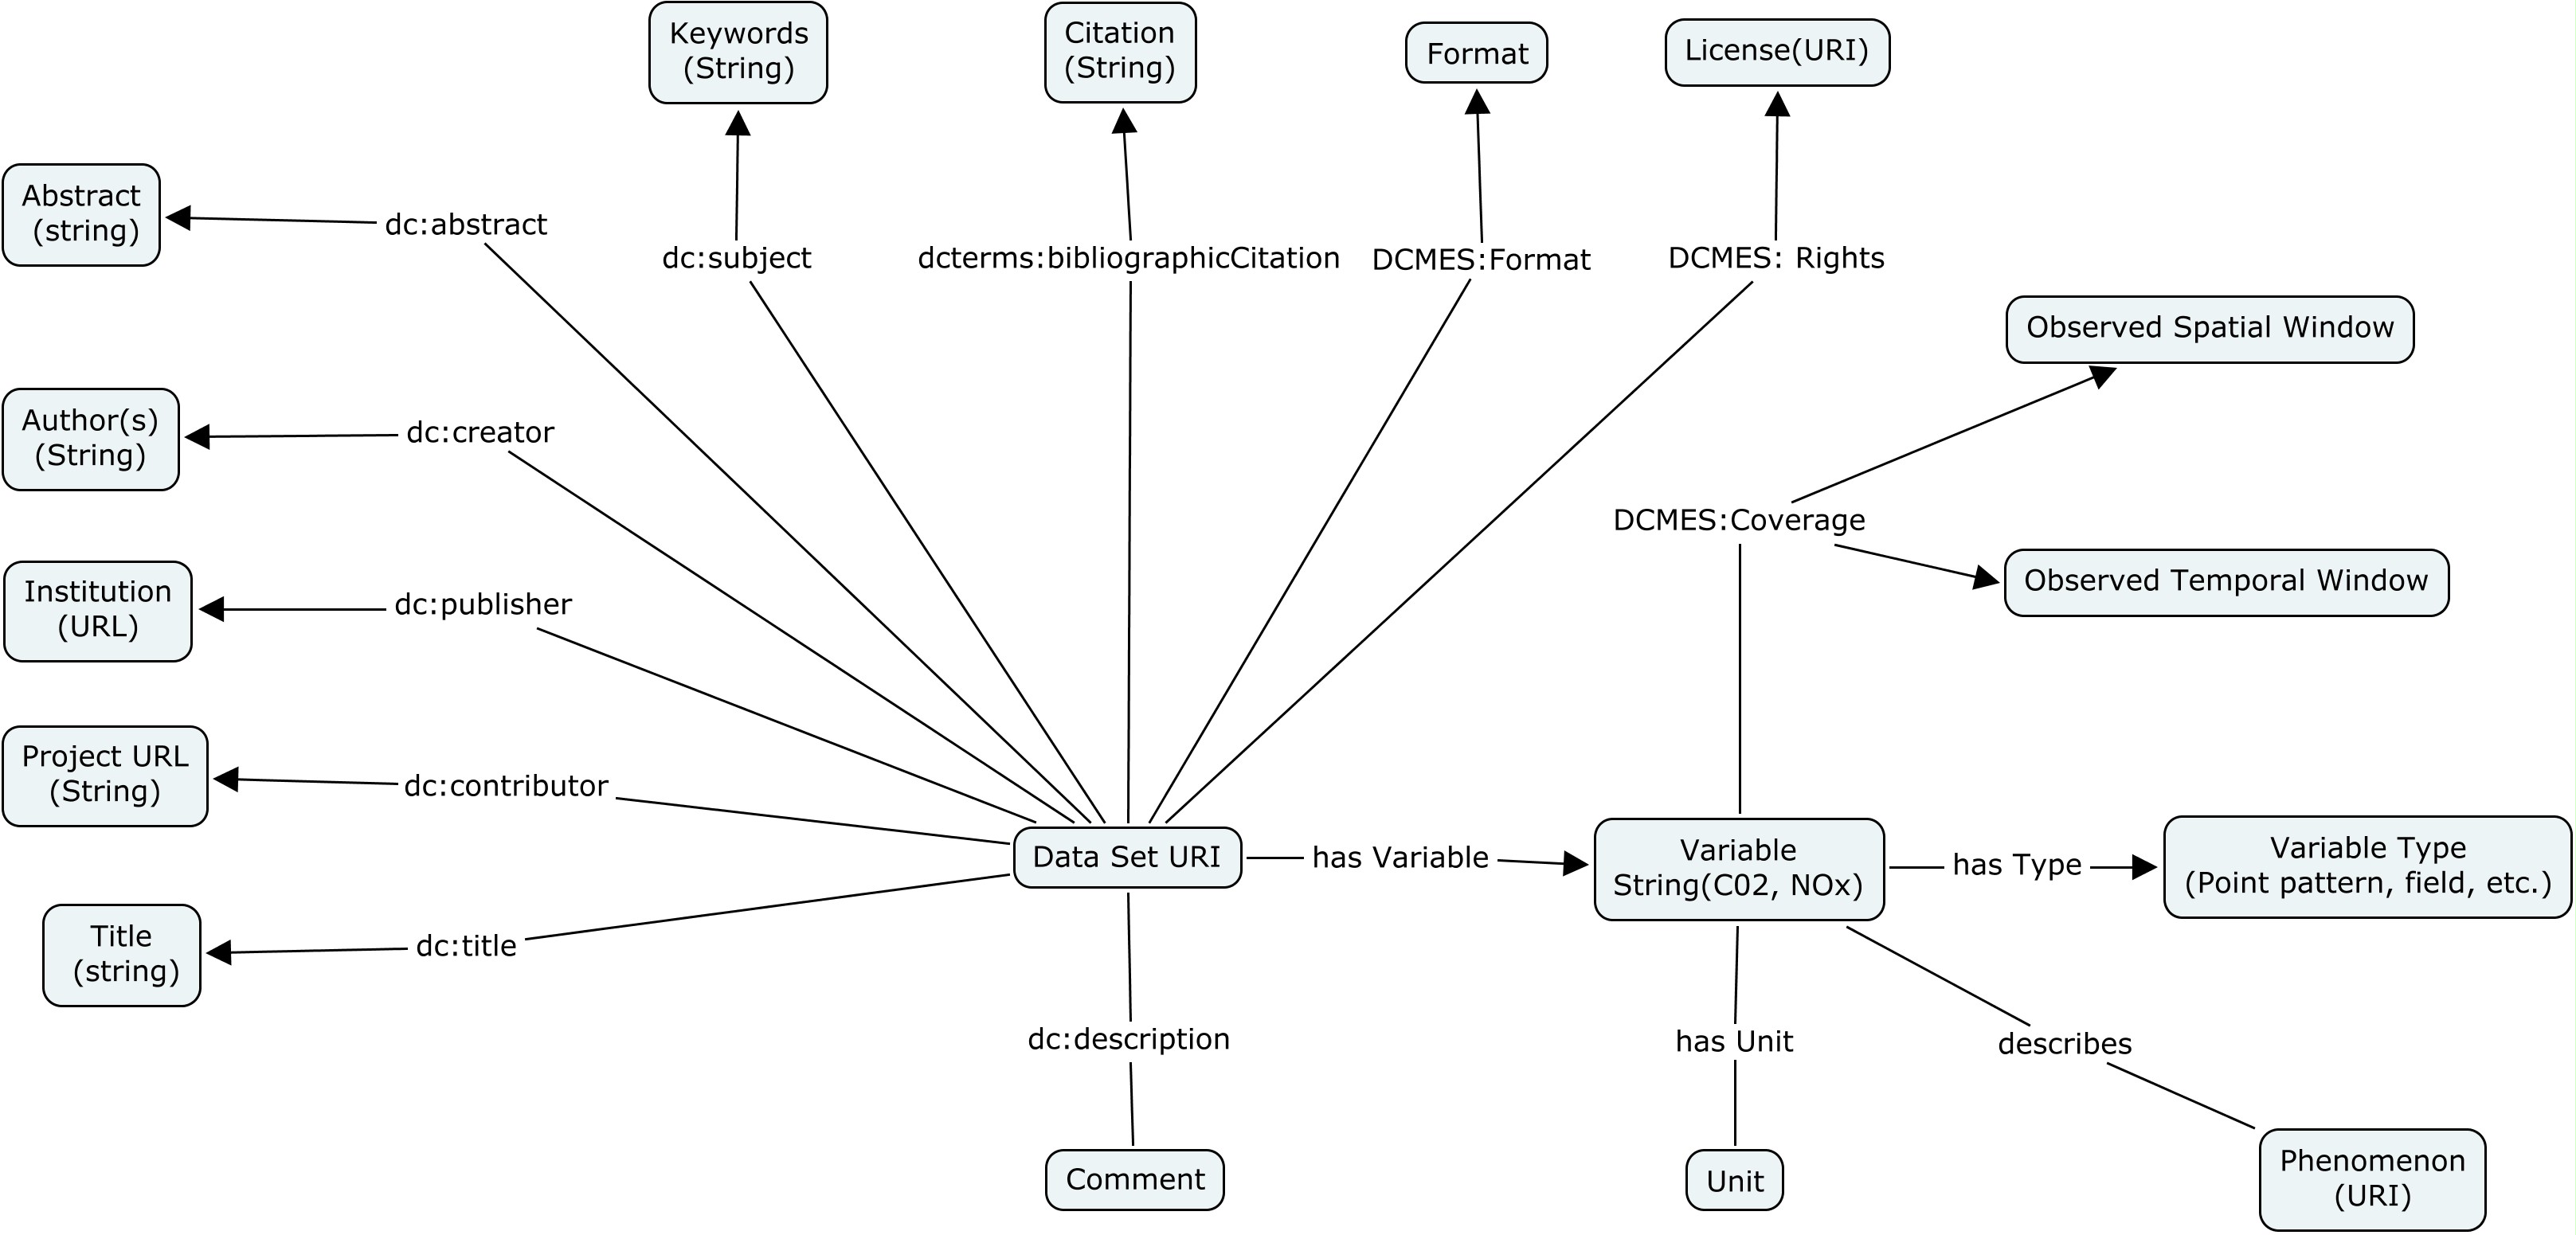 Keywords
(String)
Citation
(String)
Format
License(URI)
Abstract
(string)
dc:abstract
dc:subject
dcterms:bibliographicCitation
DCMES:Format
DCMES: Rights
Observed Spatial Window
Author(s)
(String)
dc:creator
DCMES:Coverage
Observed Temporal Window
Institution
(URL)
dc:publisher
Project URL
(String)
dc:contributor
Data Set URI
has Variable
Variable
String(C02, NOx)
has Type
Variable Type
(Point pattern, field, etc.)
Title
(string)
dc:title
dc:description
has Unit
describes
Comment
Unit
Phenomenon
(URI)